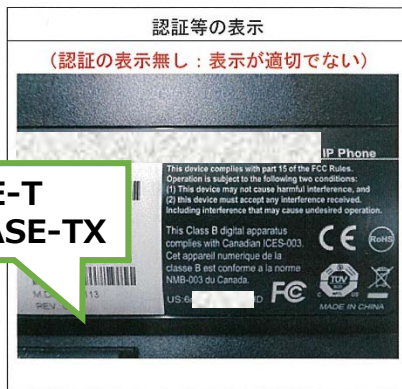 認証等の表示
(認証の表示無し：表示が適切でない)
IP Phone
This device complies with part 15 of the FCC Rules.
Operation is subject to the following two conditions:
(1) This device may not cause harmful interference, and
(2) this device must accept any interference received.
Including interference that may cause undesired operation.
E-T
ASE-TX
This Class B digital apparatus
complies with Canadian ICES-003.
Cet appareil numerique de la
classe B est conforme a la norme
NMB-003 du Canada.
CE
RoHS
TUV
US:
FC
MADE IN CHINA